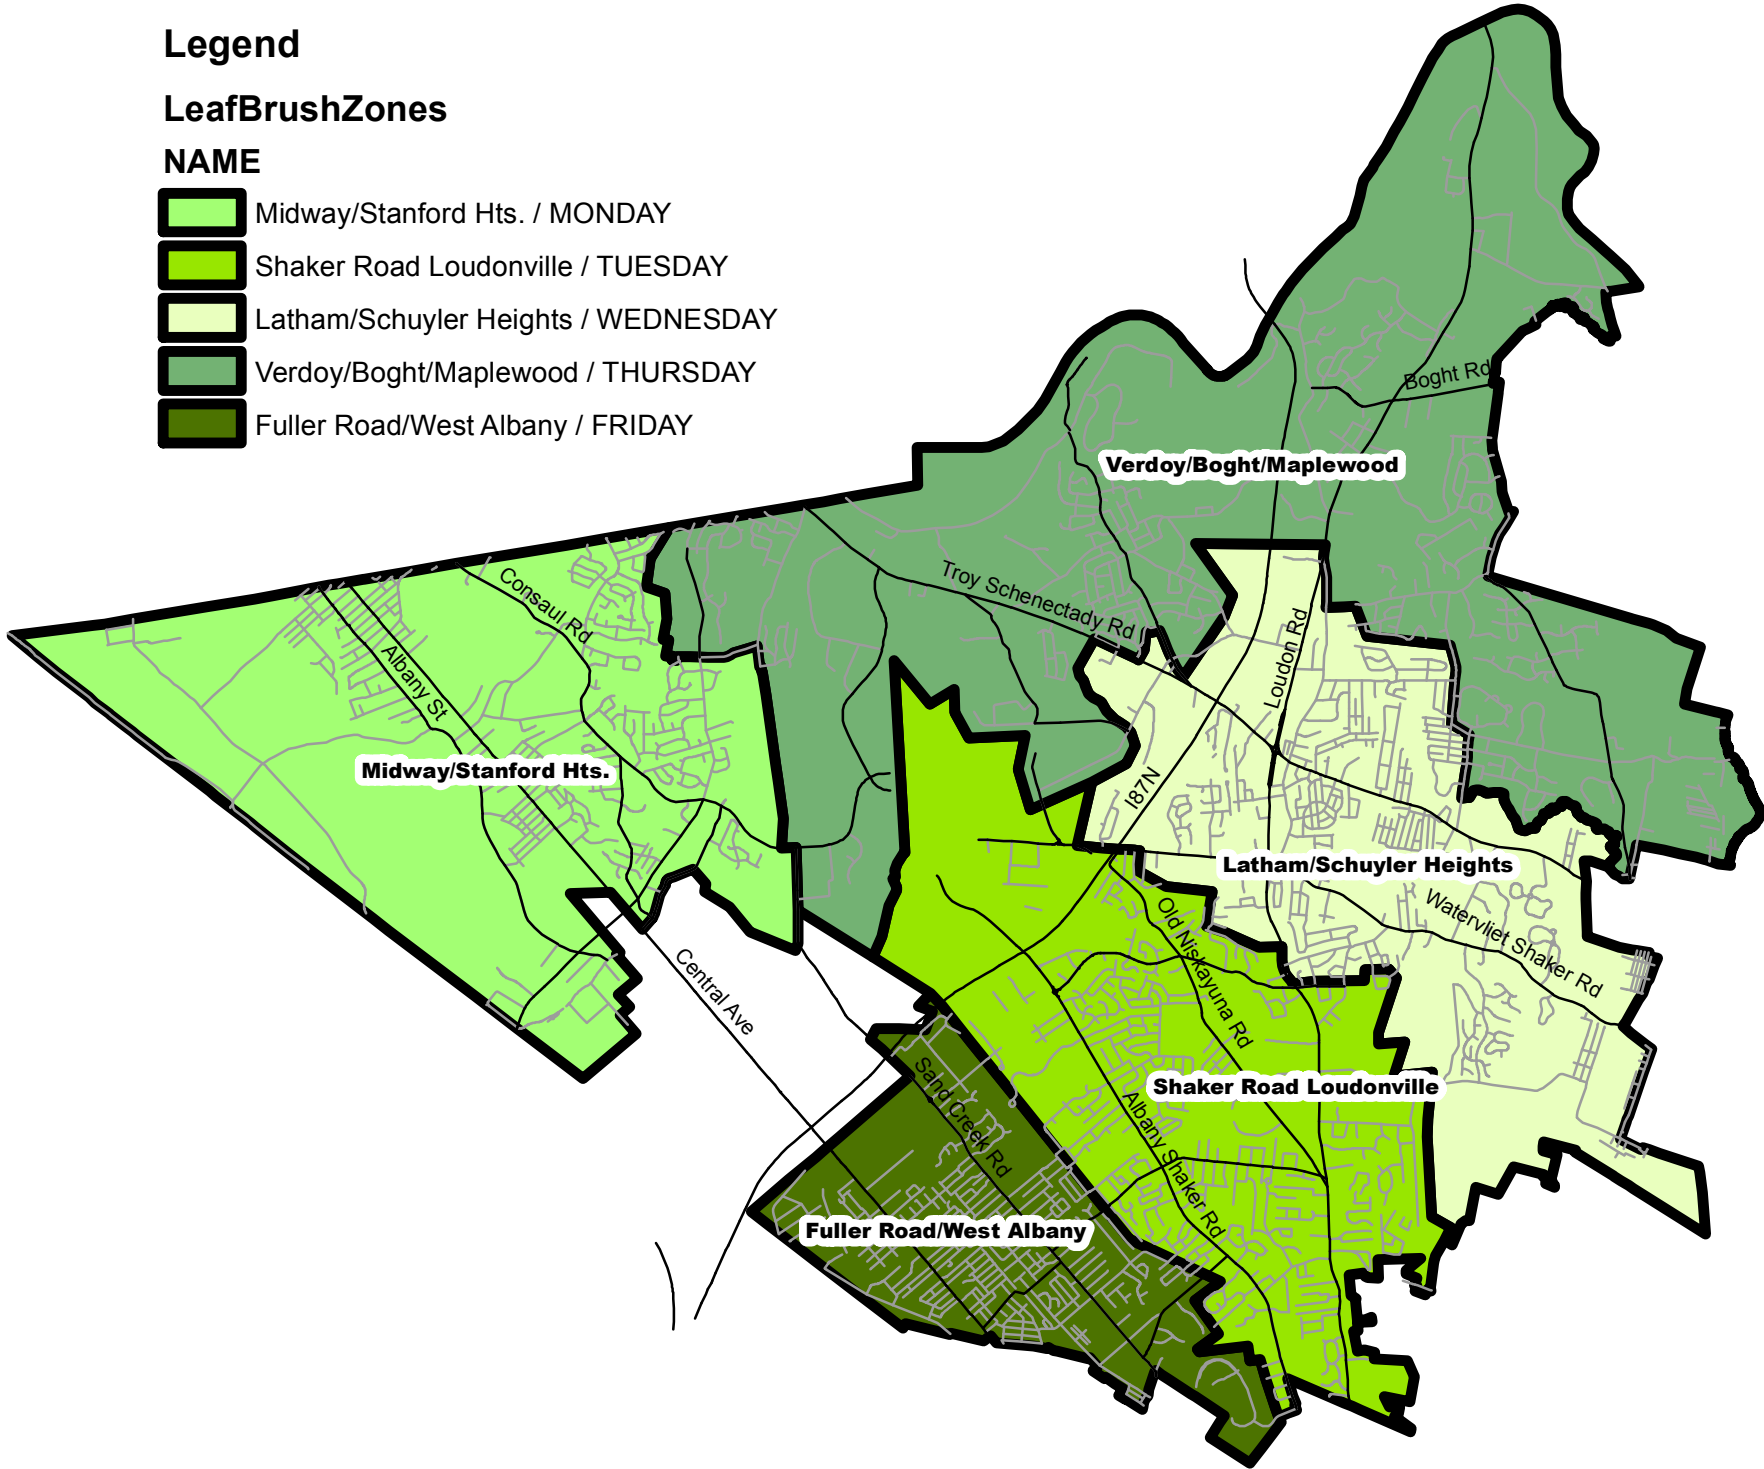 Legend
LeafBrushZones
NAME
Midway/Stanford Hts. / MONDAY
Shaker Road Loudonville / TUESDAY
Latham/Schuyler Heights / WEDNESDAY
Verdoy/Boght/Maplewood / THURSDAY
Fuller Road/West Albany / FRIDAY
Boght Rd
Verdoy/Boght/Maplewood
Consaul Rd
Troy Schenectady Rd
Albany St
Loudon Rd
Midway/Stanford Hts.
I87N
Latham/Schuyler Heights
Old Niskayuna Rd
Watervliet Shaker Rd
Central Ave
Sand Creek Rd
Shaker Road Loudonville
Albany Shaker Rd
Fuller Road/West Albany